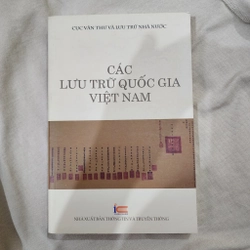 CỤC VĂN THƯ VÀ LƯU TRỮ NHÀ NƯỚC
CÁC
LƯU TRỮ QUỐC GIA
VIỆT NAM
NHÀ XUẤT BẢN THÔNG TIN VÀ TRUYỀN THÔNG